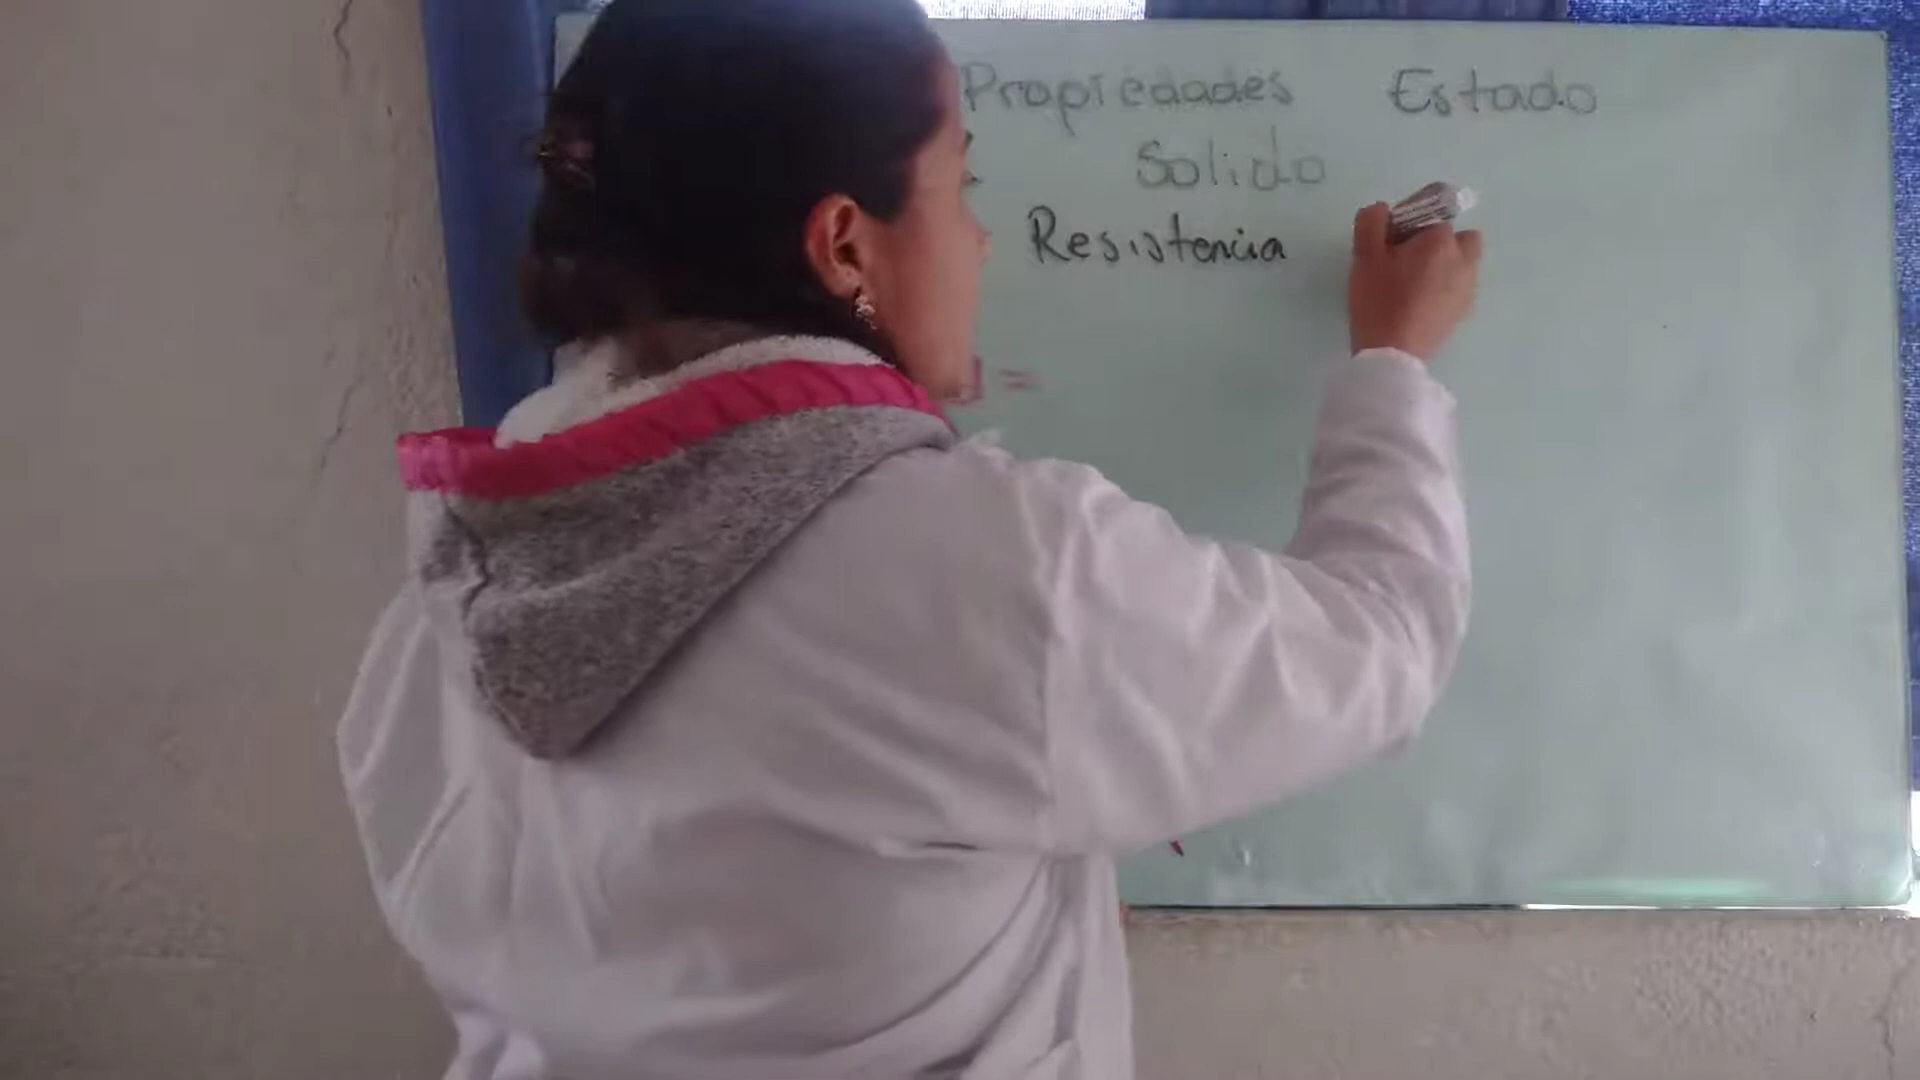 Propiedades Estado
Solido
Resistencia
=